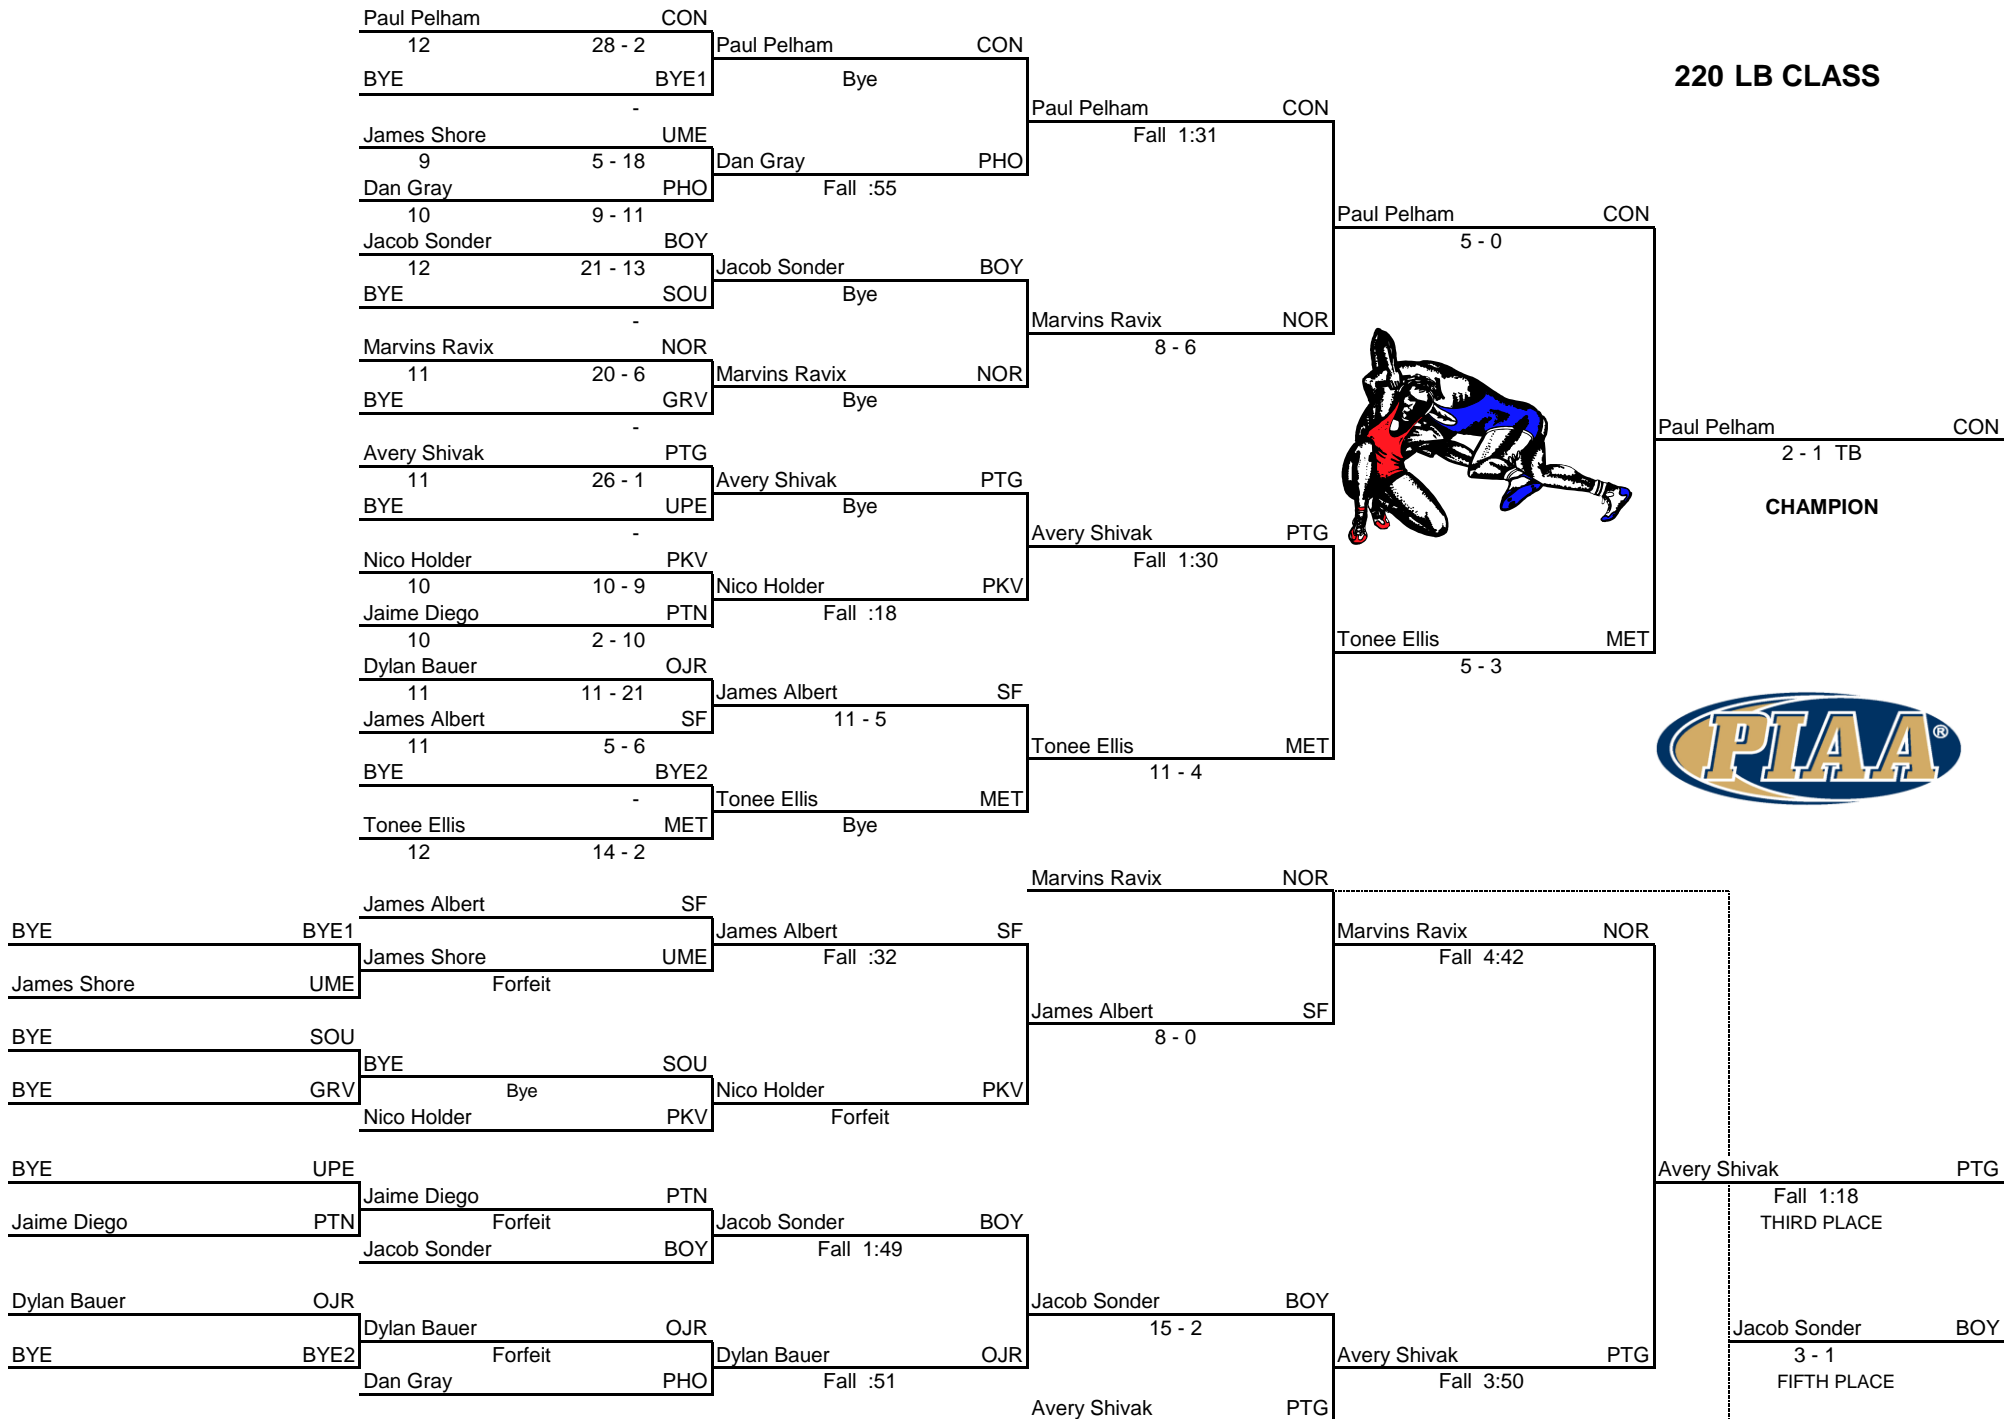 220 LB CLASS
Paul Pelham CON
12 28 - 2
BYE BYE1
-
James Shore UME
9 5 - 18
Dan Gray PHO
10 9 - 11
Jacob Sonder BOY
12 21 - 13
BYE SOU
-
Marvins Ravix NOR
11 20 - 6
BYE GRV
-
Avery Shivak PTG
11 26 - 1
BYE UPE
-
Nico Holder PKV
10 10 - 9
Jaime Diego PTN
10 2 - 10
Dylan Bauer OJR
11 11 - 21
James Albert SF
11 5 - 6
BYE BYE2
-
Tonee Ellis MET
12 14 - 2
Paul Pelham CON
Bye
Dan Gray PHO
Fall :55
Jacob Sonder BOY
Bye
Marvins Ravix NOR
Bye
Avery Shivak PTG
Bye
Nico Holder PKV
Fall :18
James Albert SF
11 - 5
Tonee Ellis MET
Bye
Paul Pelham CON
Fall 1:31
Marvins Ravix NOR
8 - 6
Avery Shivak PTG
Fall 1:30
Tonee Ellis MET
11 - 4
Paul Pelham CON
5 - 0
Tonee Ellis MET
5 - 3
Paul Pelham CON
2 - 1 TB
CHAMPION
PIAA®
BYE BYE1
James Shore UME
BYE SOU
BYE GRV
BYE UPE
Jaime Diego PTN
Dylan Bauer OJR
BYE BYE2
James Albert SF
James Shore UME
Forfeit
BYE SOU
Bye
Nico Holder PKV
Jaime Diego PTN
Forfeit
Jacob Sonder BOY
Dylan Bauer OJR
Forfeit
Dan Gray PHO
James Albert SF
Fall :32
Nico Holder PKV
Forfeit
Jacob Sonder BOY
Fall 1:49
Dylan Bauer OJR
Fall :51
Marvins Ravix NOR
James Albert SF
8 - 0
Jacob Sonder BOY
15 - 2
Avery Shivak PTG
Marvins Ravix NOR
Fall 4:42
Avery Shivak PTG
Fall 3:50
Avery Shivak PTG
Fall 1:18
THIRD PLACE
Jacob Sonder BOY
3 - 1
FIFTH PLACE